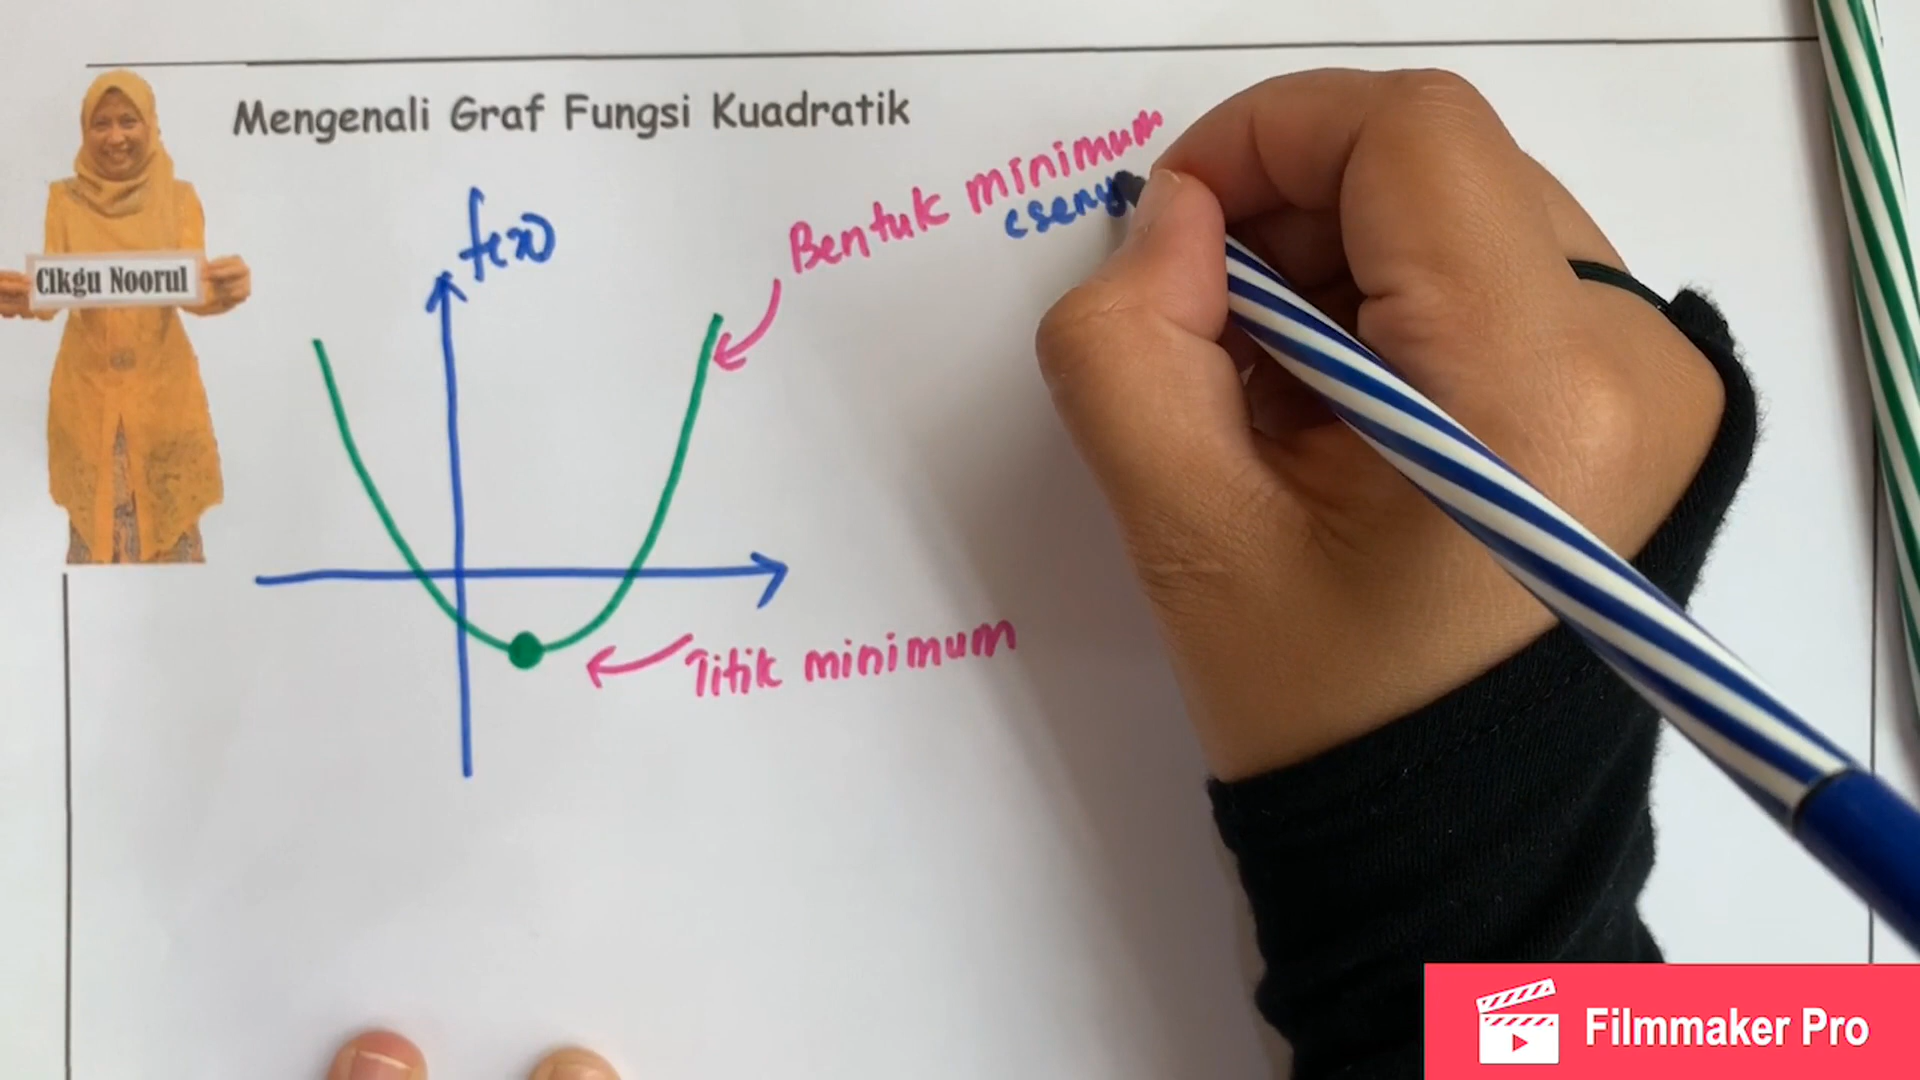 Mengenali Graf Fungsi Kuadratik
Cikgu Noorul
f(x)
Bentuk minimum
Titik minimum
Filmmaker Pro